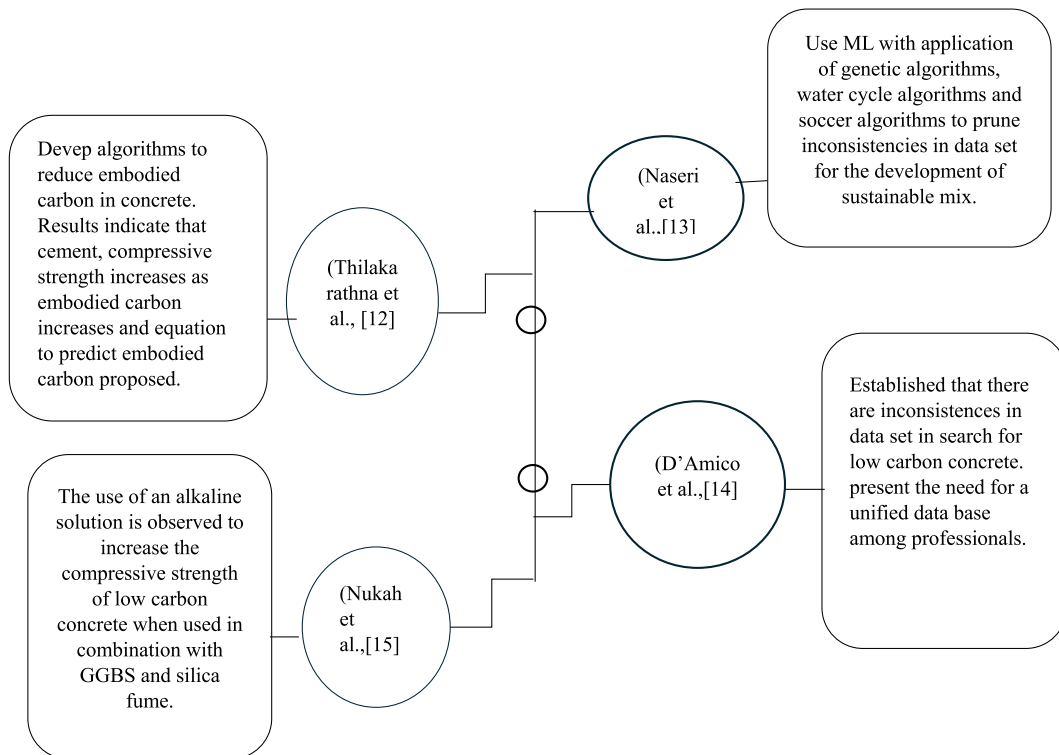 Devep algorithms to
reduce embodied
carbon in concrete.
Results indicate that
cement, compressive
strength increases as
embodied carbon
increases and equation
to predict embodied
carbon proposed.
(Thilaka
rathna et
al., [12]
(Naseri
et
al.,[13]
Use ML with application
of genetic algorithms,
water cycle algorithms and
soccer algorithms to prune
inconsistencies in data set
for the development of
sustainable mix.
The use of an alkaline
solution is observed to
increase the
compressive strength
of low carbon
concrete when used in
combination with
GGBS and silica
fume.
(Nukah
et
al.,[15]
(D’Amico
et al.,[14]
Established that there
are inconsistences in
data set in search for
low carbon concrete.
present the need for a
unified data base
among professionals.